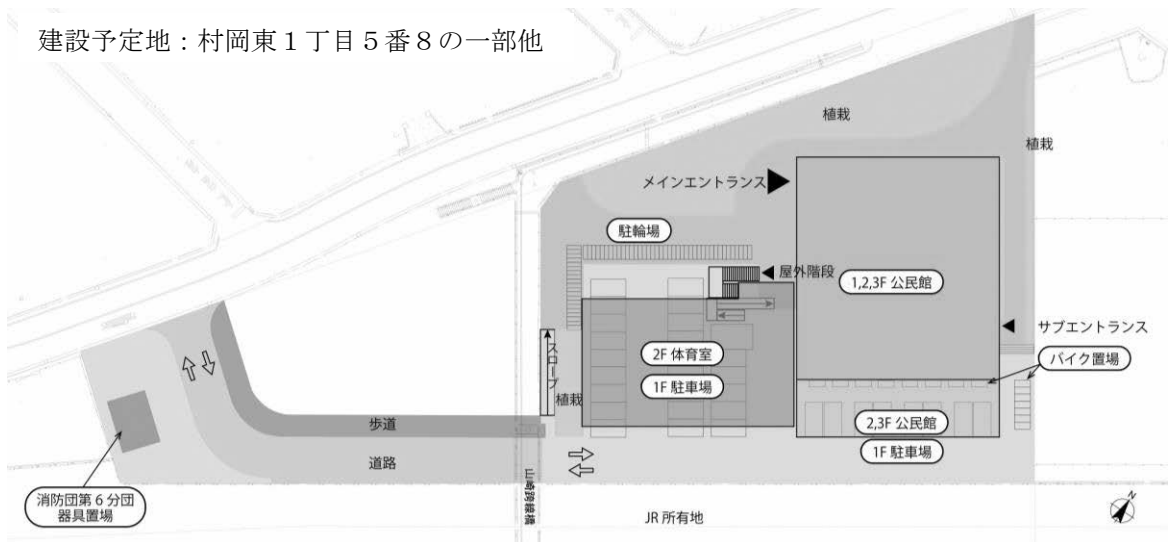 建設予定地：村岡東１丁目５番８の一部他
植栽
植栽
メインエントランス
駐輪場
屋外階段
1,2,3F 公民館
サブエントランス
2F 体育室
バイク置場
1F 駐車場
スロープ
植栽
歩道
2,3F 公民館
道路
1F 駐車場
消防団第６分団
器具置場
山崎跨線橋
JR 所有地
N